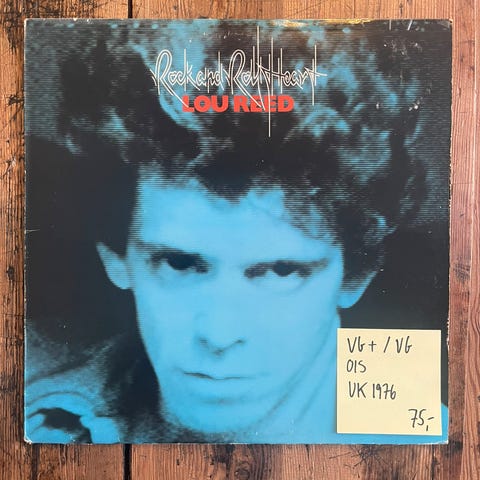 Rock and Roll Heart
LOU REED
VG+ / VG
OIS
UK 1976
75,-